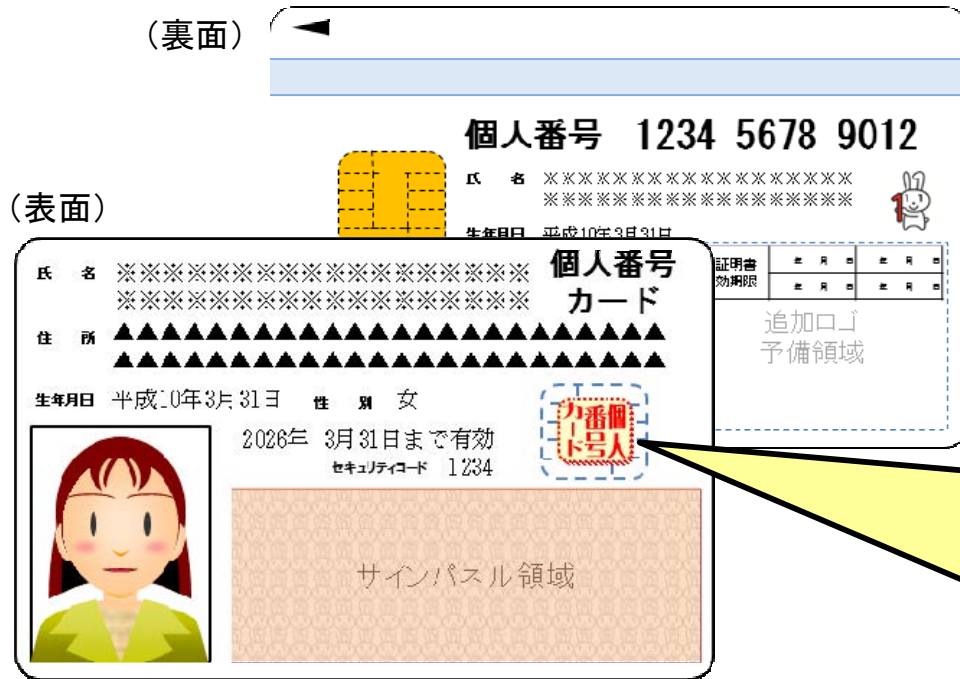 （裏面）
個人番号 1234 5678 9012
氏 名 ※※※※※※※※※※※※※※※※※※
※※※※※※※※※※※※※※※※※※
生年月日 平成10年3月31日
証明書 年 月 日 年 月 日
効期限 年 月 日 年 月 日
追加ロゴ
予備領域
（表面）
個人番号
カード
氏 名 ※※※※※※※※※※※※※※※※※※
※※※※※※※※※※※※※※※※※※
住 所 ▲▲▲▲▲▲▲▲▲▲▲▲▲▲▲▲▲▲▲▲▲▲▲
▲▲▲▲▲▲▲▲▲▲▲▲▲▲▲▲▲▲▲▲▲▲▲
生年月日 平成10年3月31日 性 別 女
2026年 3月31日まで有効
セキュリティコード 1234
個人
番号
カード
サインパスル領域